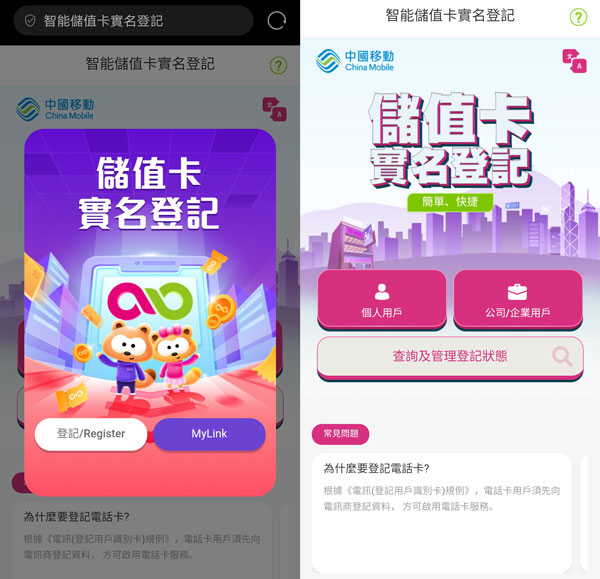 智能儲值卡實名登記
智能儲值卡實名登記
?
中國移動
China Mobile
文
A
儲值卡
實名登記
登記/Register
MyLink
為什麼要登記電話卡?
根據《電訊(登記用戶識別卡)規例》，電話卡用戶須先向
電訊商登記資料， 方可啟用電話卡服務。
智能儲值卡實名登記
?
中國移動
China Mobile
文
A
儲值卡
實名登記
簡單、快捷
個人用戶
公司/企業用戶
查詢及管理登記狀態
常見問題
為什麼要登記電話卡?
根據《電訊(登記用戶識別卡)規例》，電話卡用戶須先向
電訊商登記資料， 方可啟用電話卡服務。